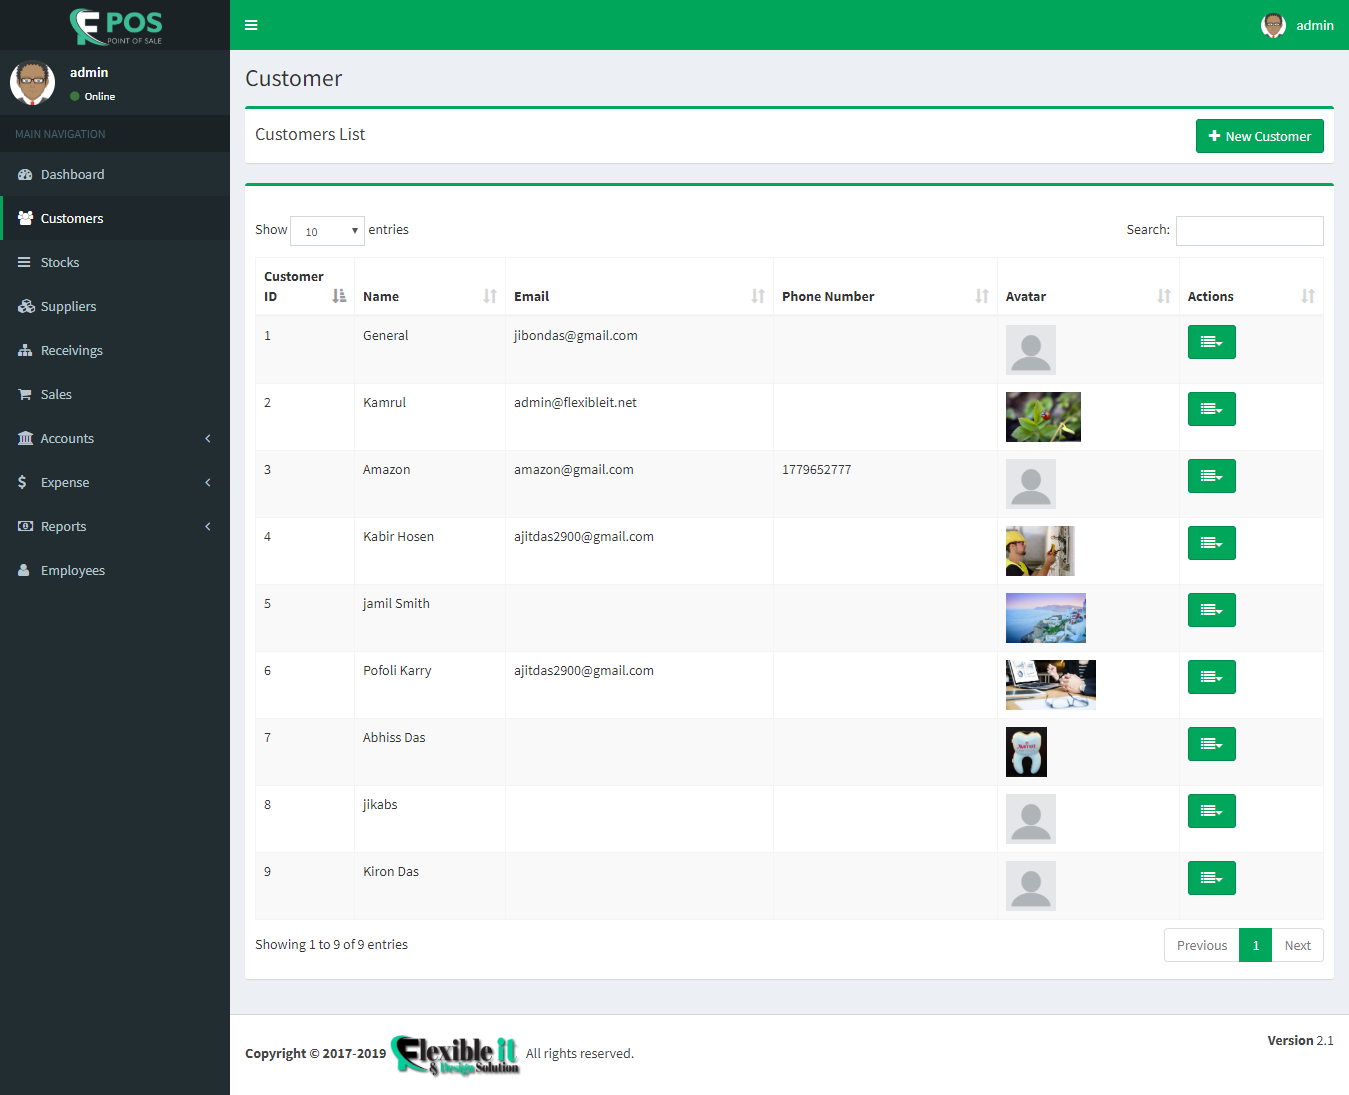 POS
POINT OF SALE
admin
admin
Online
MAIN NAVIGATION
Dashboard
Customers
Stocks
Suppliers
Receivings
Sales
Accounts
Expense
Reports
Employees
Customer
Customers List
New Customer
Show 10 entries
Search:
Customer ID Name Email Phone Number Avatar Actions
1 General jibondas@gmail.com
2 Kamrul admin@flexibleit.net
3 Amazon amazon@gmail.com 1779652777
4 Kabir Hosen ajitdas2900@gmail.com
5 jamil Smith
6 Pofoli Karry ajitdas2900@gmail.com
7 Abhiss Das
8 jikabs
9 Kiron Das
Showing 1 to 9 of 9 entries
Previous 1 Next
Copyright © 2017-2019 Flexible it & Design Solution All rights reserved.
Version 2.1